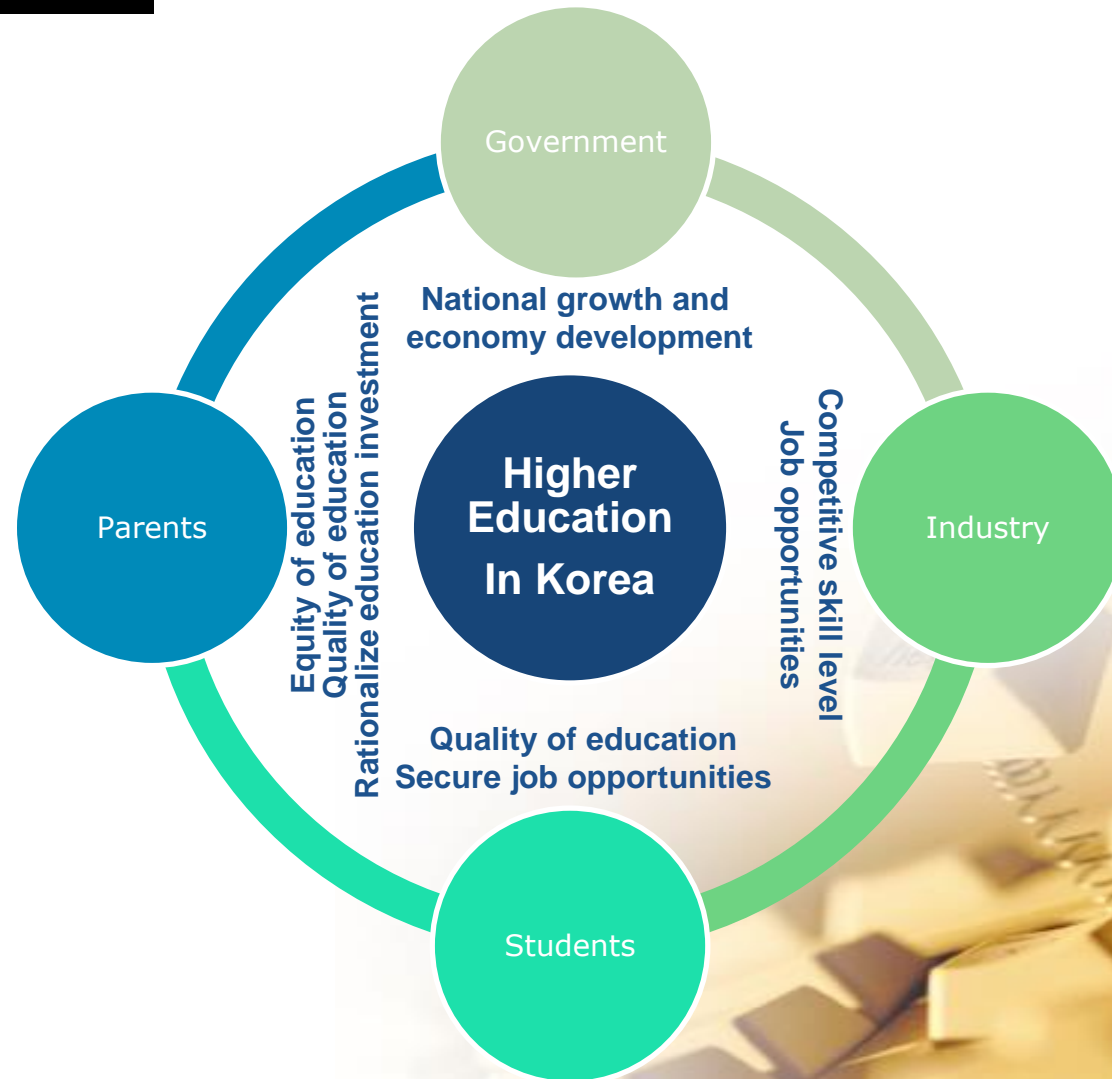 Government
National growth and
economy development
Parents
Equity of education
Quality of education
Rationalize education investment
Higher
Education
In Korea
Competitive skill level
Job opportunities
Industry
Quality of education
Secure job opportunities
Students